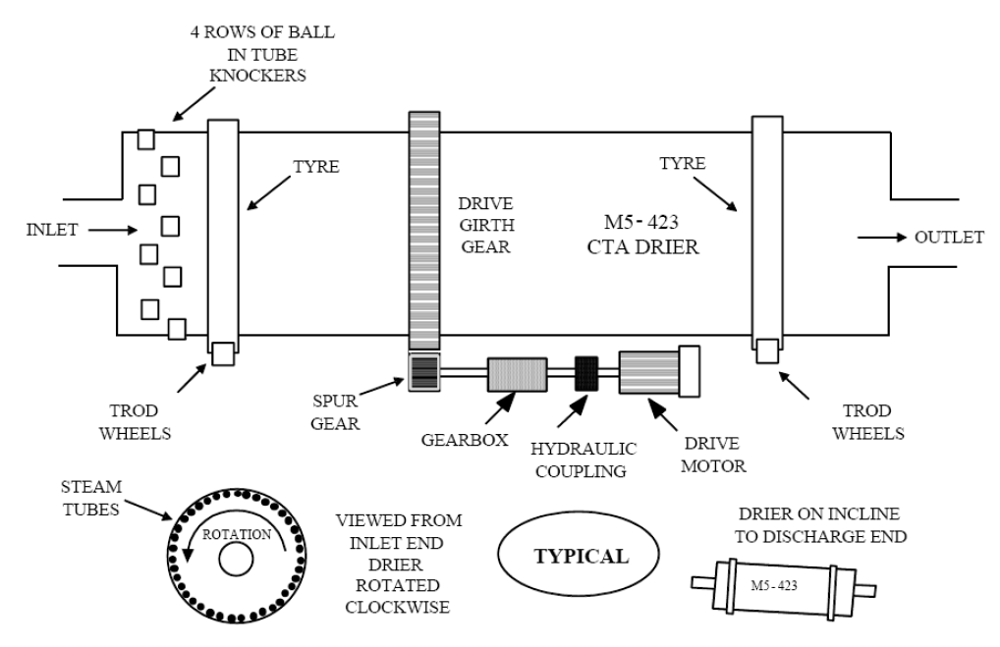 4 ROWS OF BALL
IN TUBE
KNOCKERS
TYRE
TYRE
DRIVE
GIRTH
GEAR
M5-423
CTA DRIER
INLET
OUTLET
TROD
WHEELS
SPUR
GEAR
GEARBOX
HYDRAULIC
COUPLING
DRIVE
MOTOR
TROD
WHEELS
STEAM
TUBES
ROTATION
VIEWED FROM
INLET END
DRIER
ROTATED
CLOCKWISE
TYPICAL
DRIER ON INCLINE
TO DISCHARGE END
M5-423